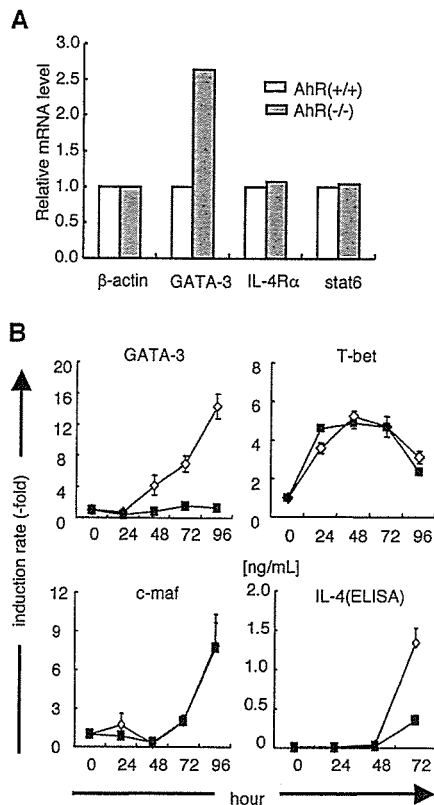 A
Relative mRNA level
3.0
2.5
2.0
1.5
1.0
0.5
0.0
AhR(+/+)
AhR(-/-)
β-actin GATA-3 IL-4Rα stat6
B
induction rate (-fold)
GATA-3
20
16
12
8
4
0
0 24 48 72 96
T-bet
8
6
4
2
0
0 24 48 72 96
c-maf
12
9
6
3
0
0 24 48 72 96
[ng/mL]
IL-4(ELISA)
2.0
1.5
1.0
0.5
0
0 24 48 72
hour